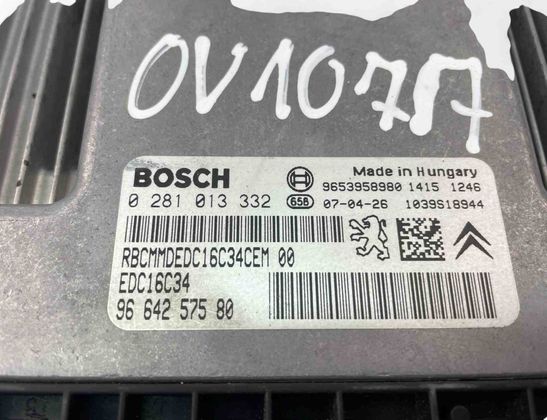 OV1077
BOSCH
0 281 013 332
Made in Hungary
9653958980 1415 1246
658 07-04-26 1039S18944
RBCMMDEDC16C34CEM 00
EDC16C34
96 642 575 80